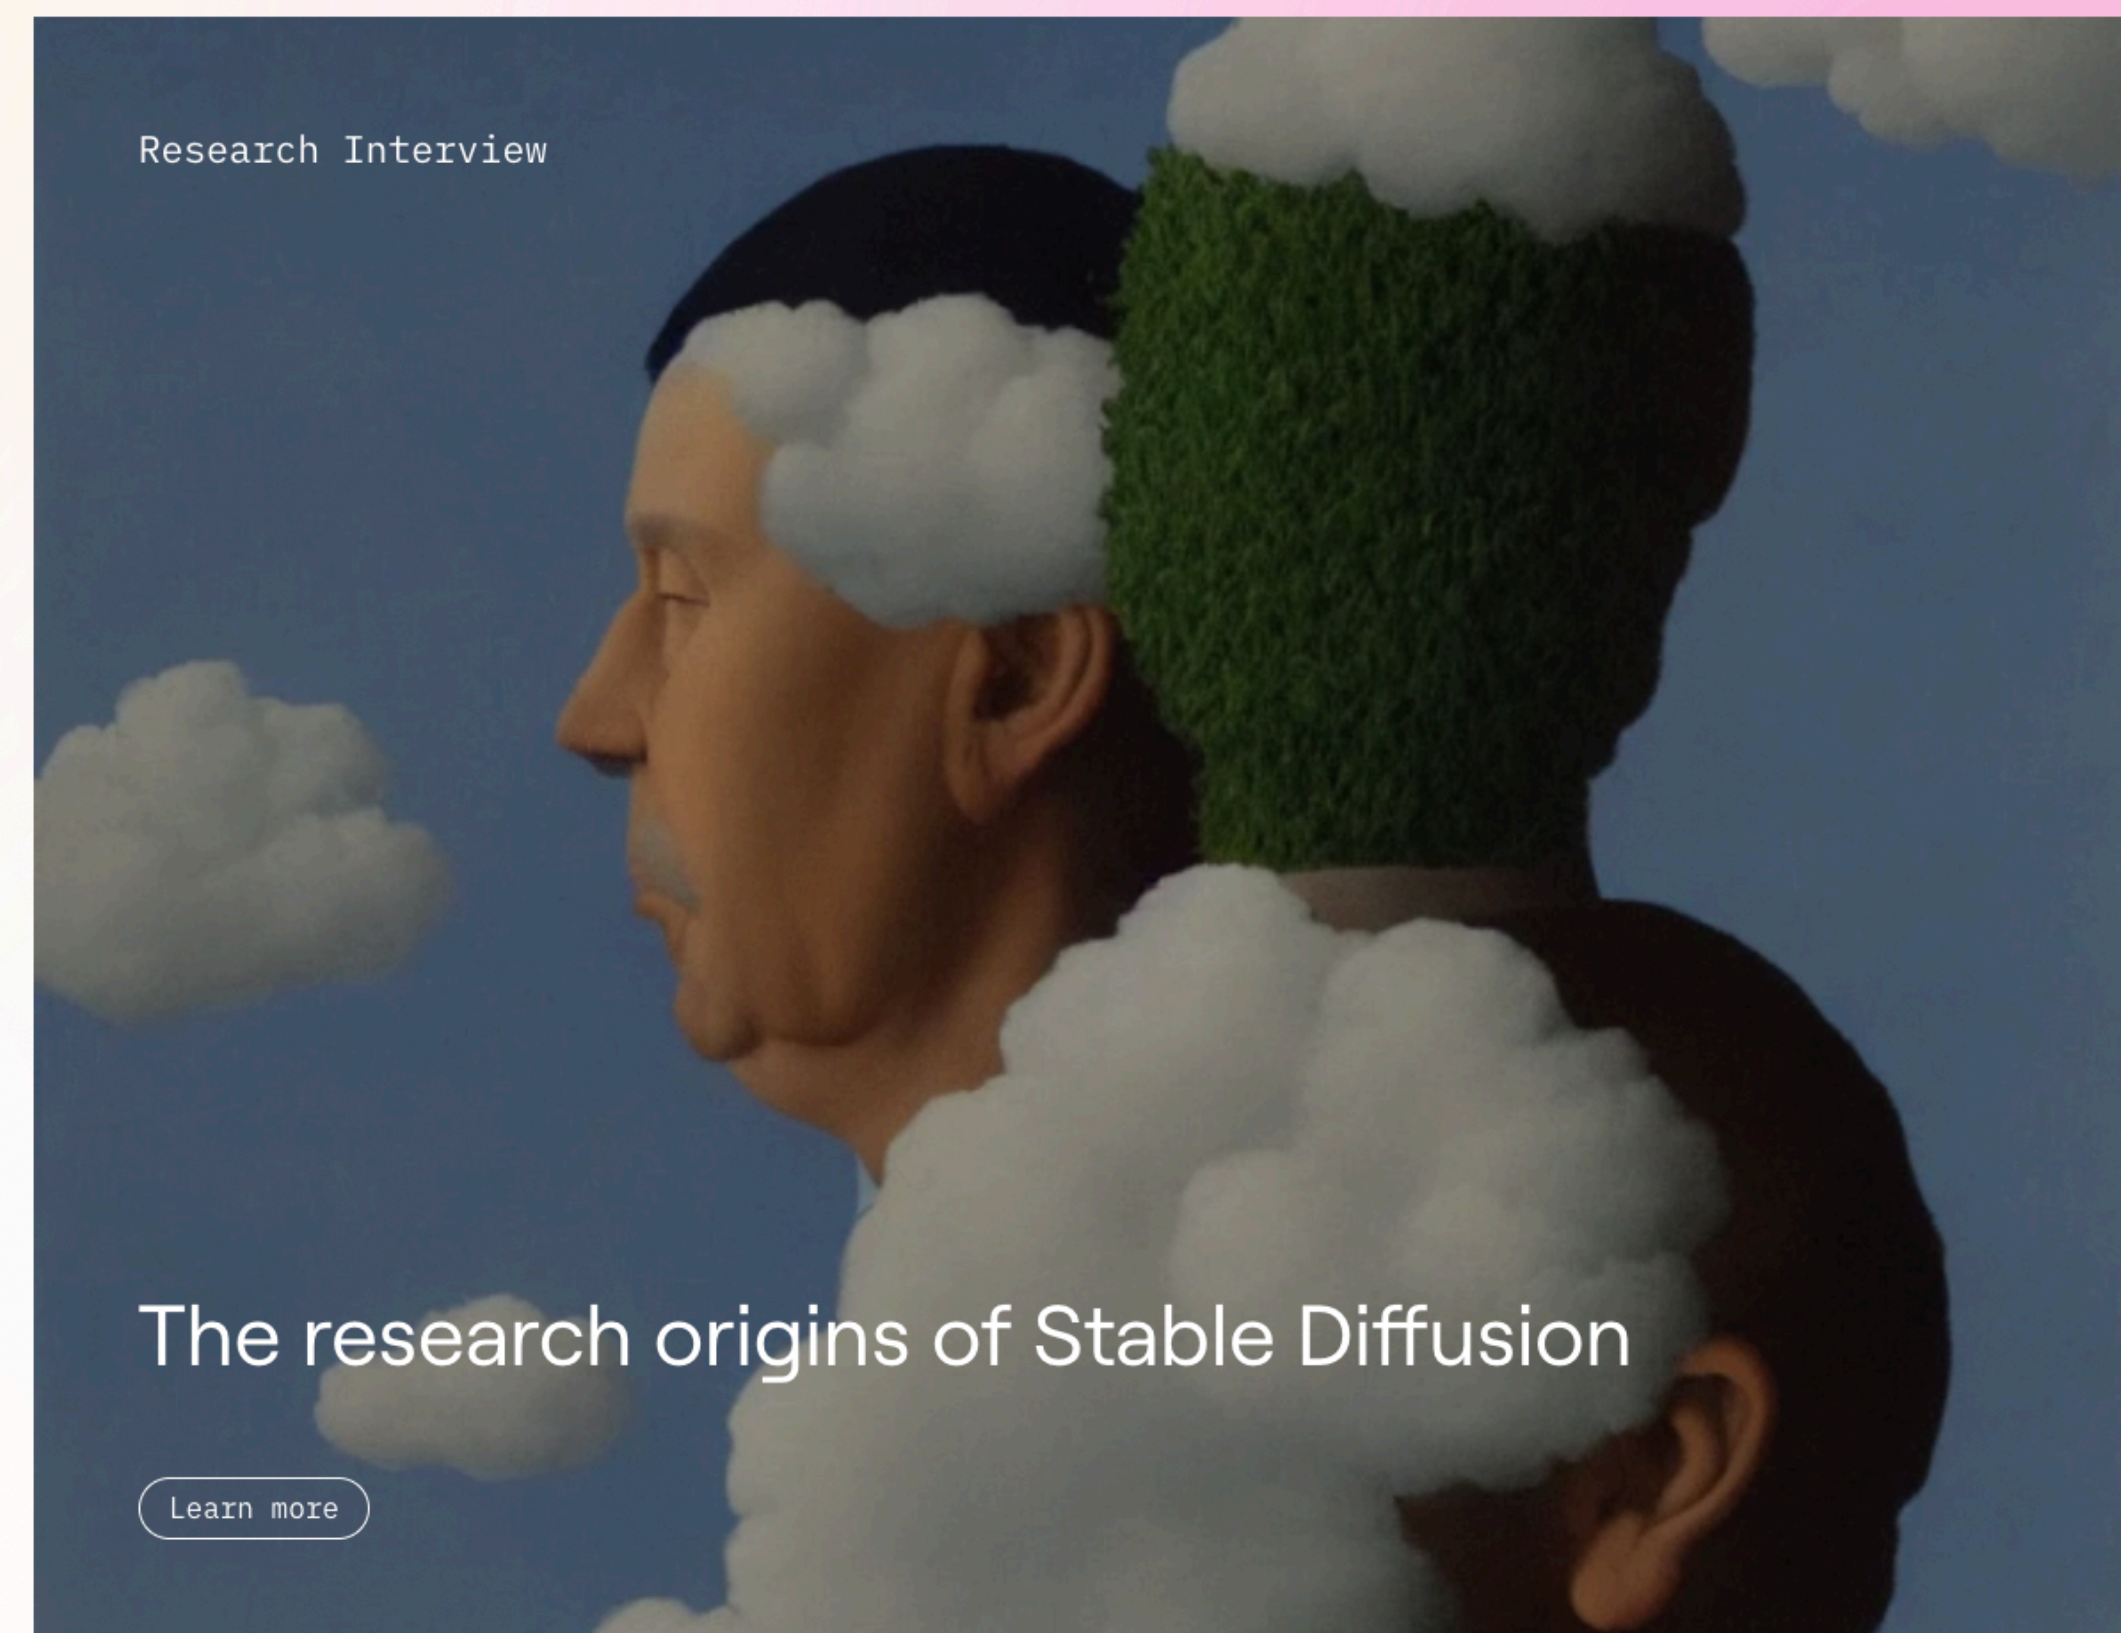 Research Interview
The research origins of Stable Diffusion
Learn more